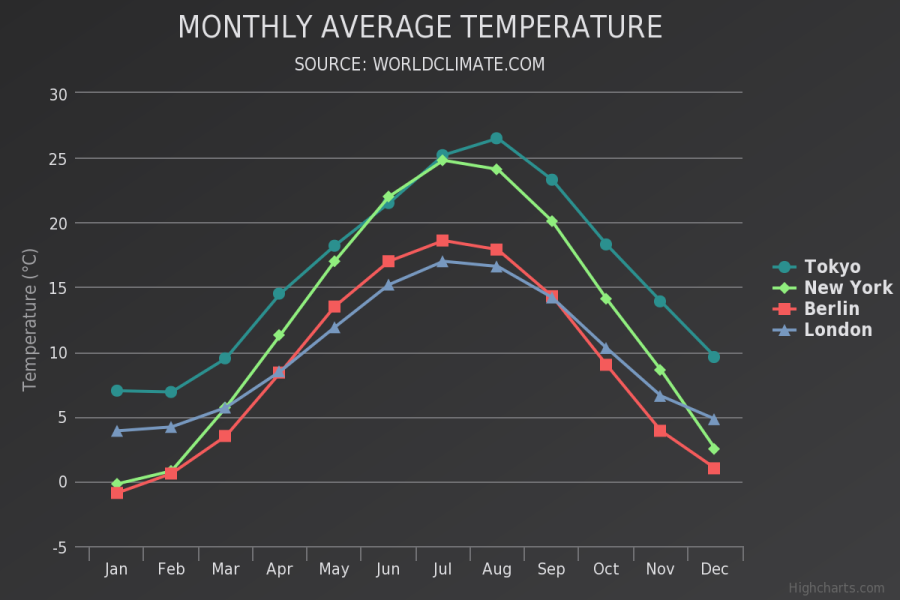 MONTHLY AVERAGE TEMPERATURE
SOURCE: WORLDCLIMATE.COM
Temperature (°C)
30
25
20
15
10
5
0
-5
Jan Feb Mar Apr May Jun Jul Aug Sep Oct Nov Dec
Tokyo
New York
Berlin
London
Highcharts.com